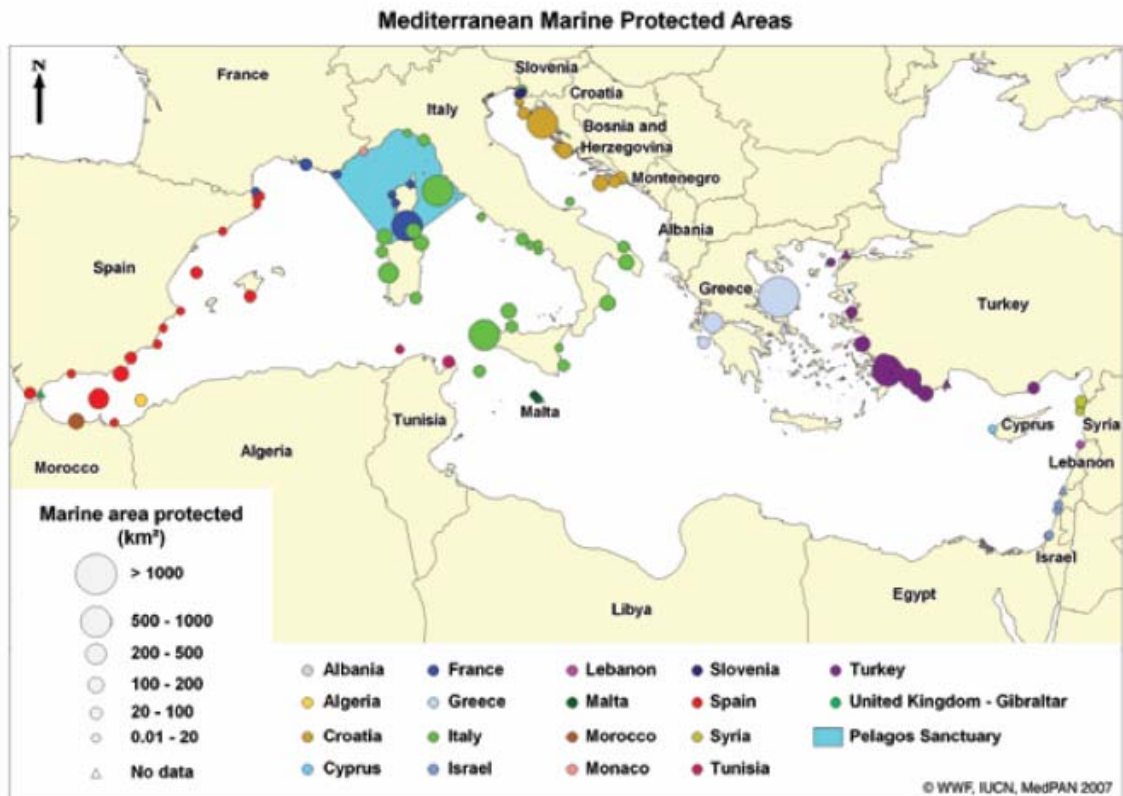 Mediterranean Marine Protected Areas
N
France
Slovenia
Croatia
Italy
Bosnia and
Herzegovina
Montenegro
Albania
Spain
Greece
Turkey
Malta
Tunisia
Cyprus
Syria
Algeria
Morocco
Lebanon
Israel
Egypt
Libya
Marine area protected
(km²)
> 1000
500 - 1000
200 - 500
100 - 200
20 - 100
0.01 - 20
No data
Albania
Algeria
Croatia
Cyprus
France
Greece
Italy
Israel
Lebanon
Malta
Morocco
Monaco
Slovenia
Spain
Syria
Tunisia
Turkey
United Kingdom - Gibraltar
Pelagos Sanctuary
© WWF, IUCN, MedPAN 2007